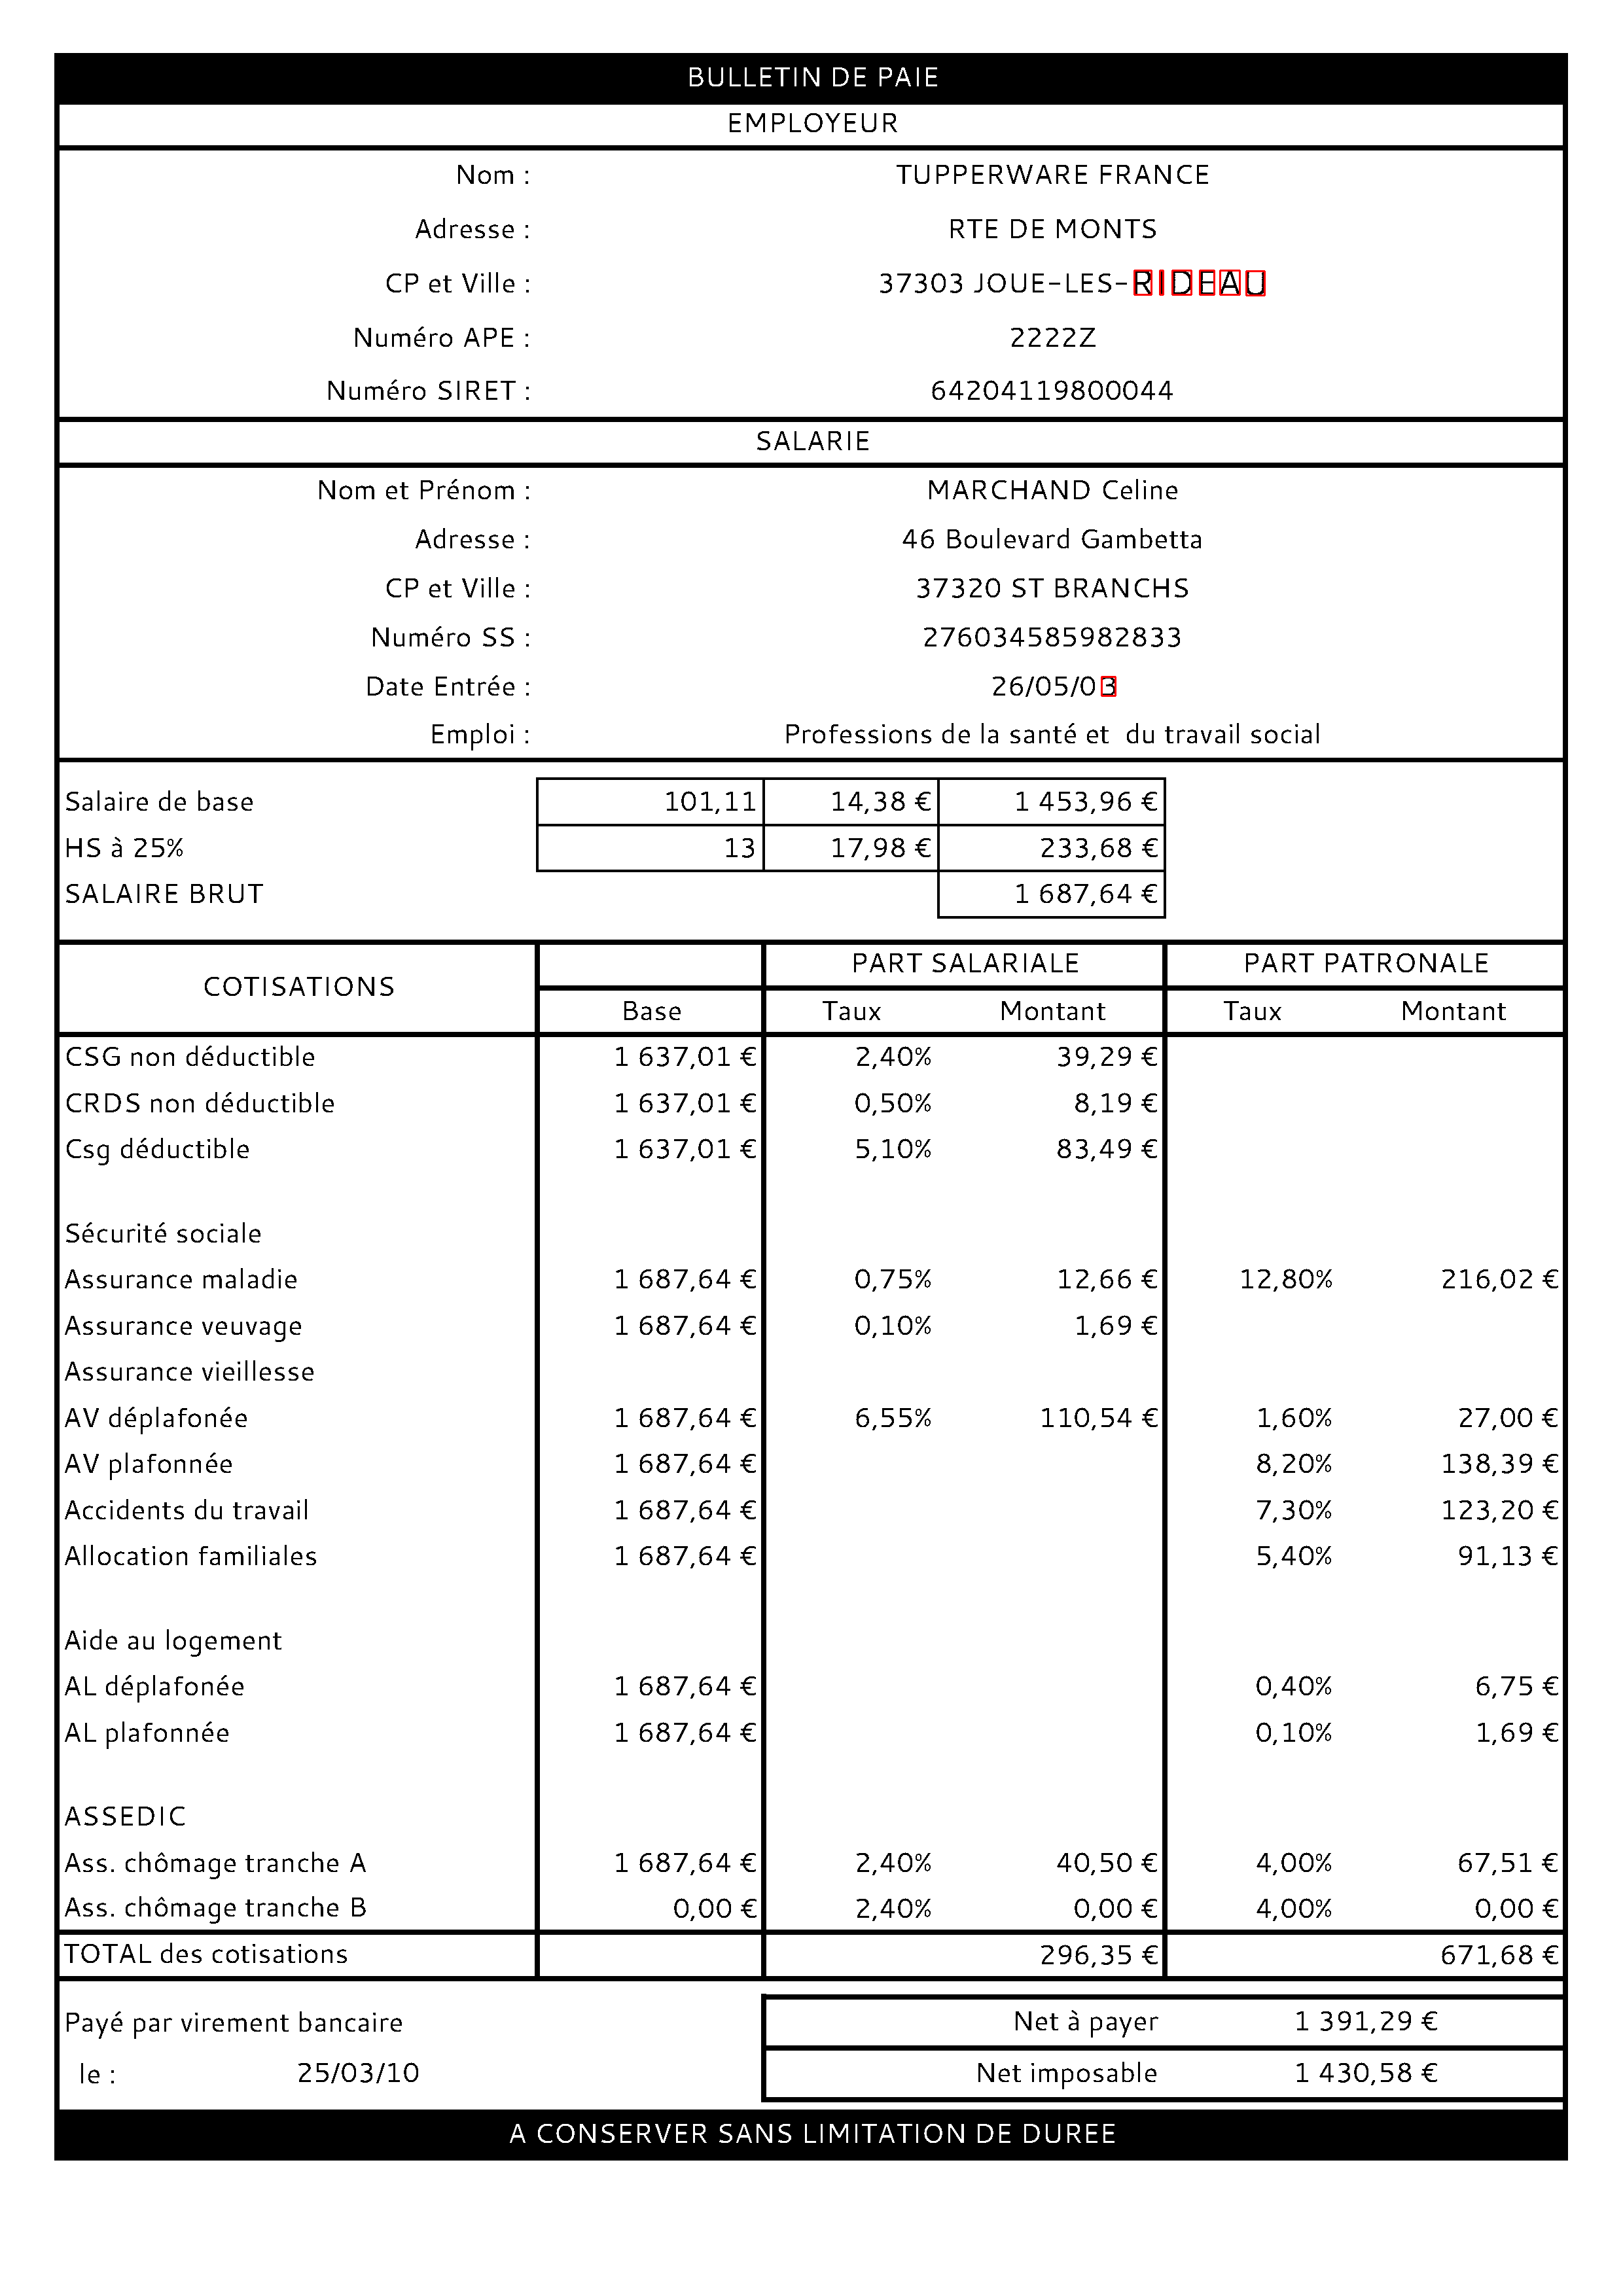 BULLETIN DE PAIE
EMPLOYEUR
Nom : TUPPERWARE FRANCE
Adresse : RTE DE MONTS
CP et Ville : 37303 JOUE-LES-RIDEAU
Numéro APE : 2222Z
Numéro SIRET : 64204119800044
SALARIE
Nom et Prénom : MARCHAND Celine
Adresse : 46 Boulevard Gambetta
CP et Ville : 37320 ST BRANCHS
Numéro SS : 276034585982833
Date Entrée : 26/05/03
Emploi : Professions de la santé et du travail social
Salaire de base 101,11 14,38 € 1 453,96 €
HS à 25% 13 17,98 € 233,68 €
SALAIRE BRUT 1 687,64 €
COTISATIONS PART SALARIALE PART PATRONALE
Base Taux Montant Taux Montant
CSG non déductible 1 637,01 € 2,40% 39,29 €
CRDS non déductible 1 637,01 € 0,50% 8,19 €
Csg déductible 1 637,01 € 5,10% 83,49 €
Sécurité sociale
Assurance maladie 1 687,64 € 0,75% 12,66 € 12,80% 216,02 €
Assurance veuvage 1 687,64 € 0,10% 1,69 €
Assurance vieillesse
AV déplafonée 1 687,64 € 6,55% 110,54 € 1,60% 27,00 €
AV plafonnée 1 687,64 € 8,20% 138,39 €
Accidents du travail 1 687,64 € 7,30% 123,20 €
Allocation familiales 1 687,64 € 5,40% 91,13 €
Aide au logement
AL déplafonée 1 687,64 € 0,40% 6,75 €
AL plafonnée 1 687,64 € 0,10% 1,69 €
ASSEDIC
Ass. chômage tranche A 1 687,64 € 2,40% 40,50 € 4,00% 67,51 €
Ass. chômage tranche B 0,00 € 2,40% 0,00 € 4,00% 0,00 €
TOTAL des cotisations 296,35 € 671,68 €
Payé par virement bancaire Net à payer 1 391,29 €
le : 25/03/10 Net imposable 1 430,58 €
A CONSERVER SANS LIMITATION DE DUREE